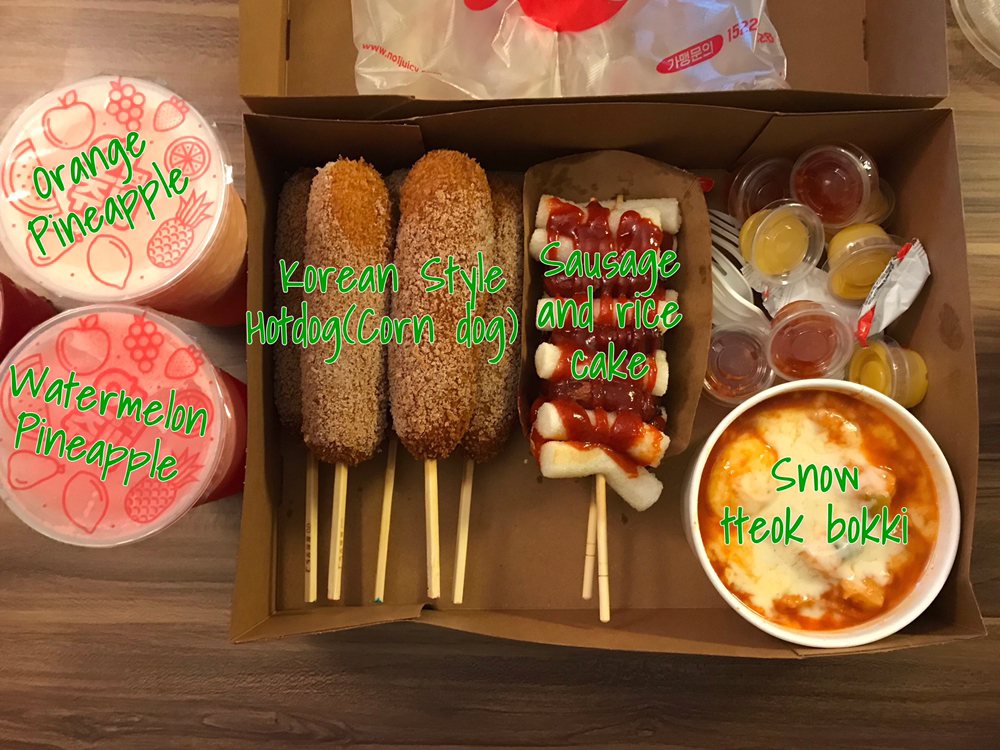 www.no1juicy.
가맹문의
1522
Orange
Pineapple
Watermelon
Pineapple
Korean Style
Hotdog(Corn dog)
Sausage
and rice
cake
Snow
tteok bokki